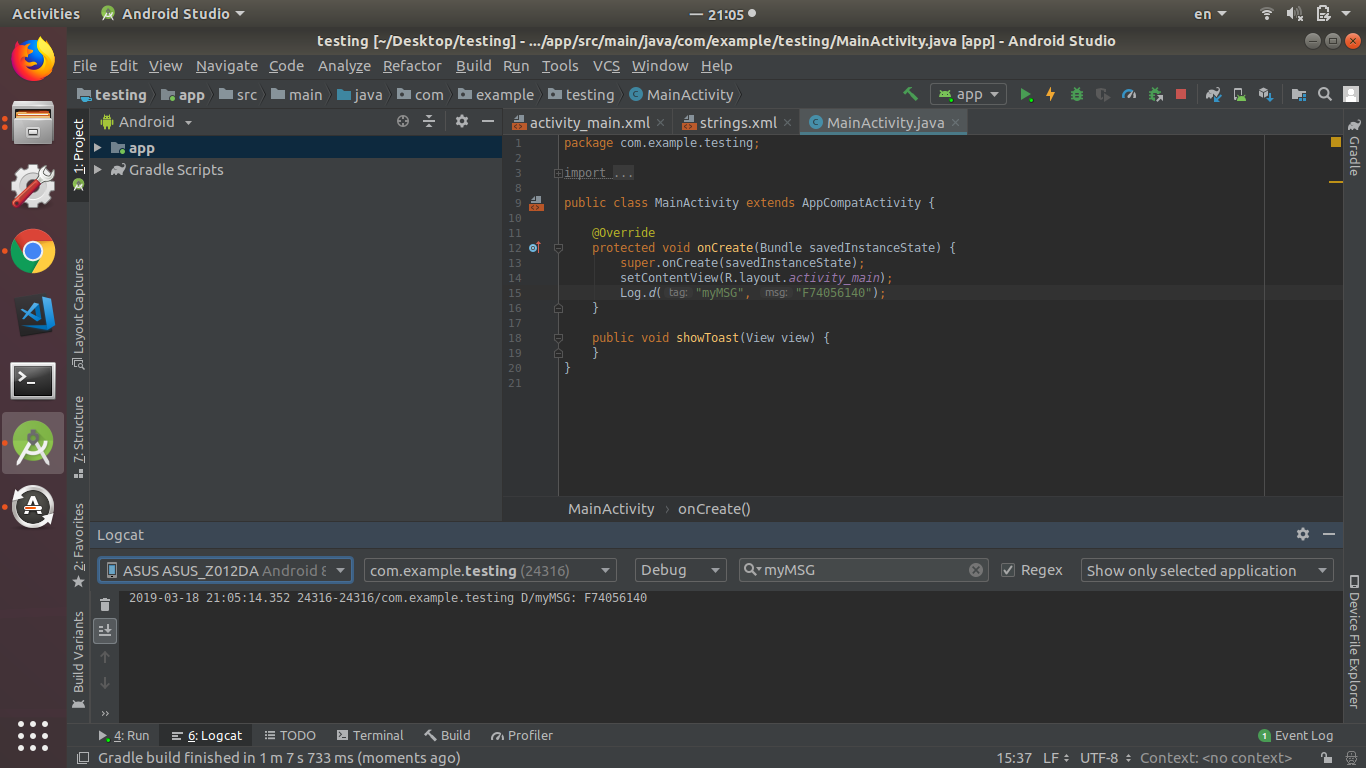 Activities Android Studio — 21:05 en
testing [~/Desktop/testing] - .../app/src/main/java/com/example/testing/MainActivity.java [app] - Android Studio
File Edit View Navigate Code Analyze Refactor Build Run Tools VCS Window Help
testing app src main java com example testing MainActivity app
1: Project
Layout Captures
7: Structure
2: Favorites
Build Variants
Android
app
Gradle Scripts
activity_main.xml strings.xml MainActivity.java
1 package com.example.testing;
2
3 import ...
8
9 public class MainActivity extends AppCompatActivity {
10
11 @Override
12 protected void onCreate(Bundle savedInstanceState) {
13 super.onCreate(savedInstanceState);
14 setContentView(R.layout.activity_main);
15 Log.d( tag: "myMSG", msg: "F74056140");
16 }
17
18 public void showToast(View view) {
19 }
20 }
21
MainActivity › onCreate()
Gradle
Device File Explorer
Logcat
ASUS ASUS_Z012DA Android com.example.testing (24316) Debug myMSG Regex Show only selected application
2019-03-18 21:05:14.352 24316-24316/com.example.testing D/myMSG: F74056140
4: Run 6: Logcat TODO Terminal Build Profiler 1 Event Log
Gradle build finished in 1 m 7 s 733 ms (moments ago) 15:37 LF UTF-8 Context: <no context>